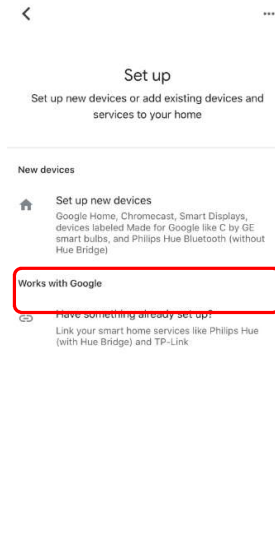 Set up
Set up new devices or add existing devices and
services to your home
New devices
Set up new devices
Google Home, Chromecast, Smart Displays,
devices labeled Made for Google like C by GE
smart bulbs, and Philips Hue Bluetooth (without
Hue Bridge)
Works with Google
Have something already set up?
Link your smart home services like Philips Hue
(with Hue Bridge) and TP-Link